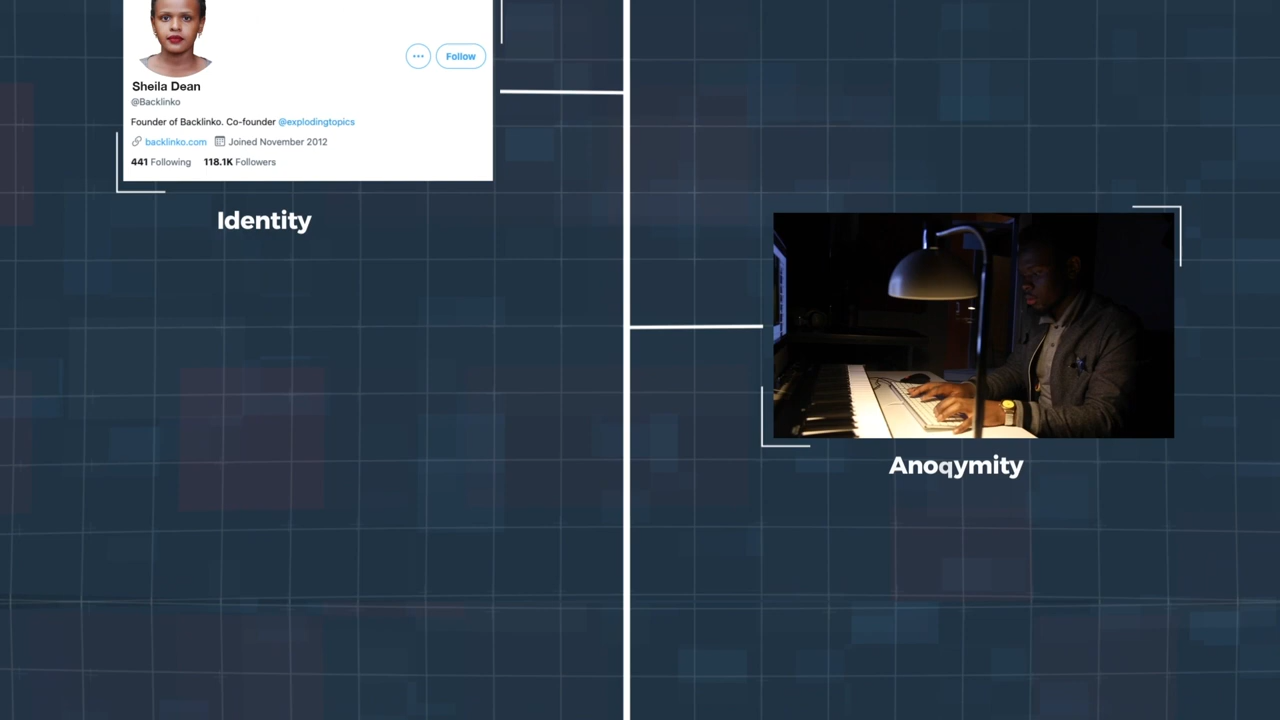 Follow
Sheila Dean
@Backlinko
Founder of Backlinko. Co-founder @explodingtopics
backlinko.com Joined November 2012
441 Following 118.1K Followers
Identity
Anoqymity